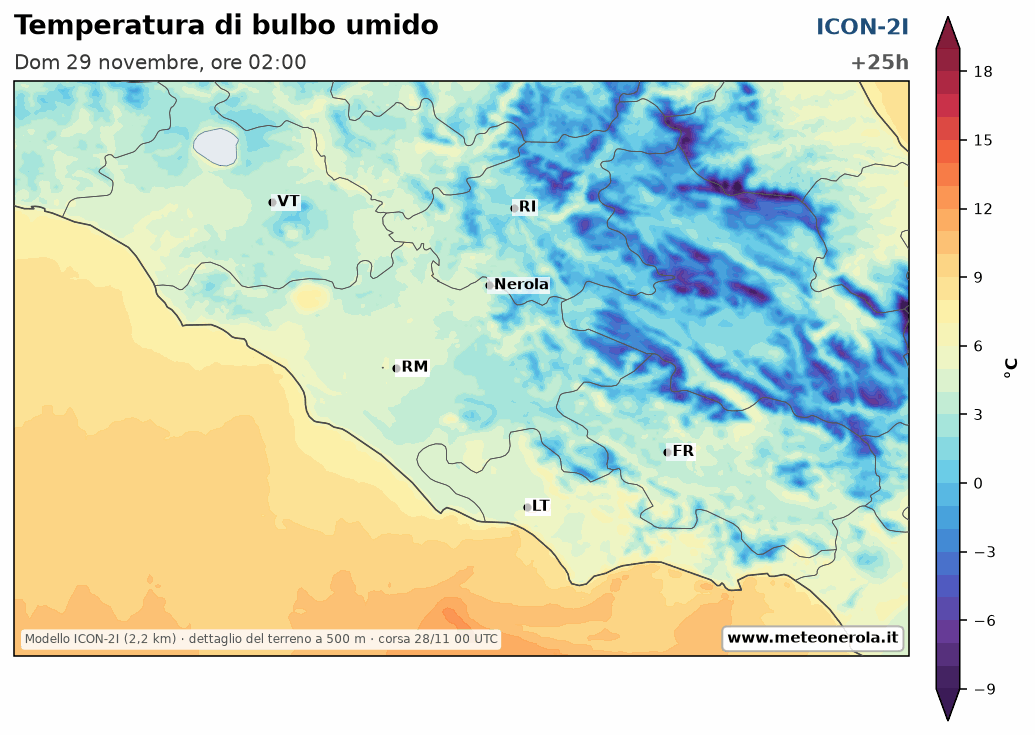 Temperatura di bulbo umido
ICON-2I
Dom 29 novembre, ore 02:00
+25h
VT
RI
Nerola
RM
FR
LT
Modello ICON-2I (2,2 km) · dettaglio del terreno a 500 m · corsa 28/11 00 UTC
www.meteonerola.it
18
15
12
9
6
3
0
−3
−6
−9
°C